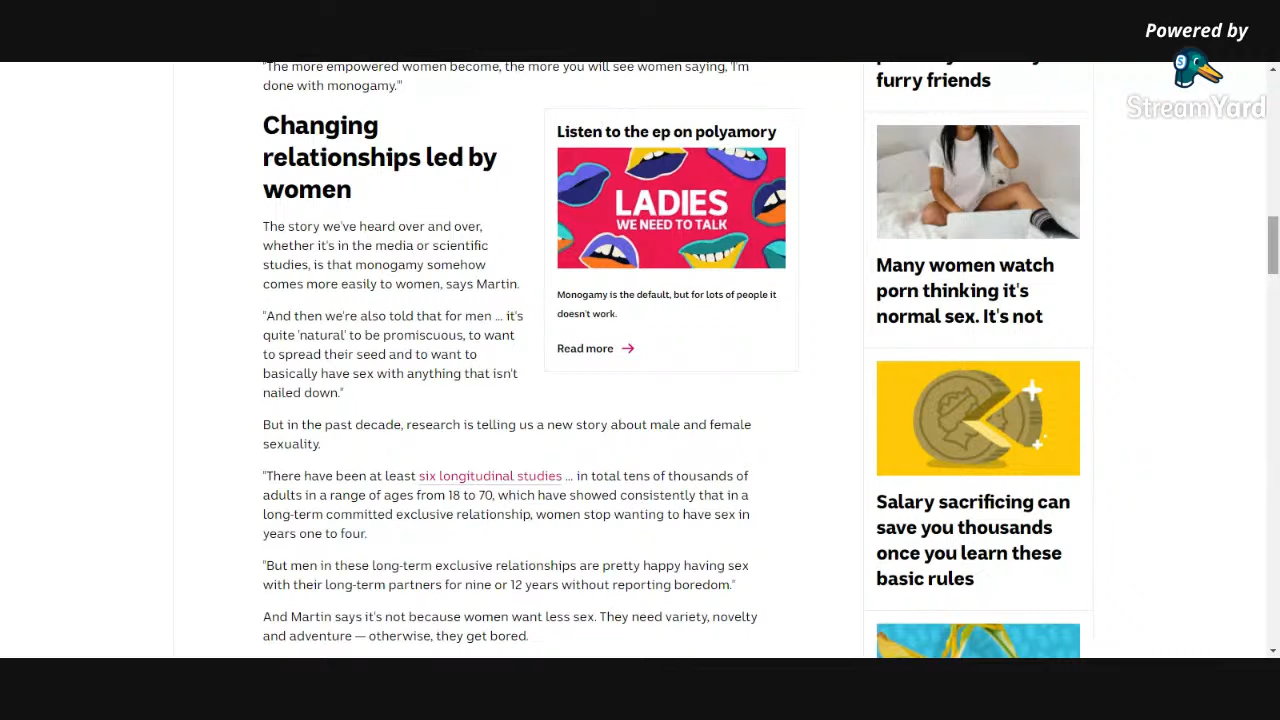 Powered by
StreamYard
"The more empowered women become, the more you will see women saying, 'I'm
done with monogamy.'"
Changing
relationships led by
women
The story we've heard over and over,
whether it's in the media or scientific
studies, is that monogamy somehow
comes more easily to women, says Martin.
"And then we're also told that for men ... it's
quite 'natural' to be promiscuous, to want
to spread their seed and to want to
basically have sex with anything that isn't
nailed down."
Listen to the ep on polyamory
LADIES
WE NEED TO TALK
Monogamy is the default, but for lots of people it
doesn't work.
Read more →
But in the past decade, research is telling us a new story about male and female
sexuality.
"There have been at least six longitudinal studies ... in total tens of thousands of
adults in a range of ages from 18 to 70, which have showed consistently that in a
long-term committed exclusive relationship, women stop wanting to have sex in
years one to four.
"But men in these long-term exclusive relationships are pretty happy having sex
with their long-term partners for nine or 12 years without reporting boredom."
And Martin says it's not because women want less sex. They need variety, novelty
and adventure — otherwise, they get bored.
furry friends
Many women watch
porn thinking it's
normal sex. It's not
Salary sacrificing can
save you thousands
once you learn these
basic rules